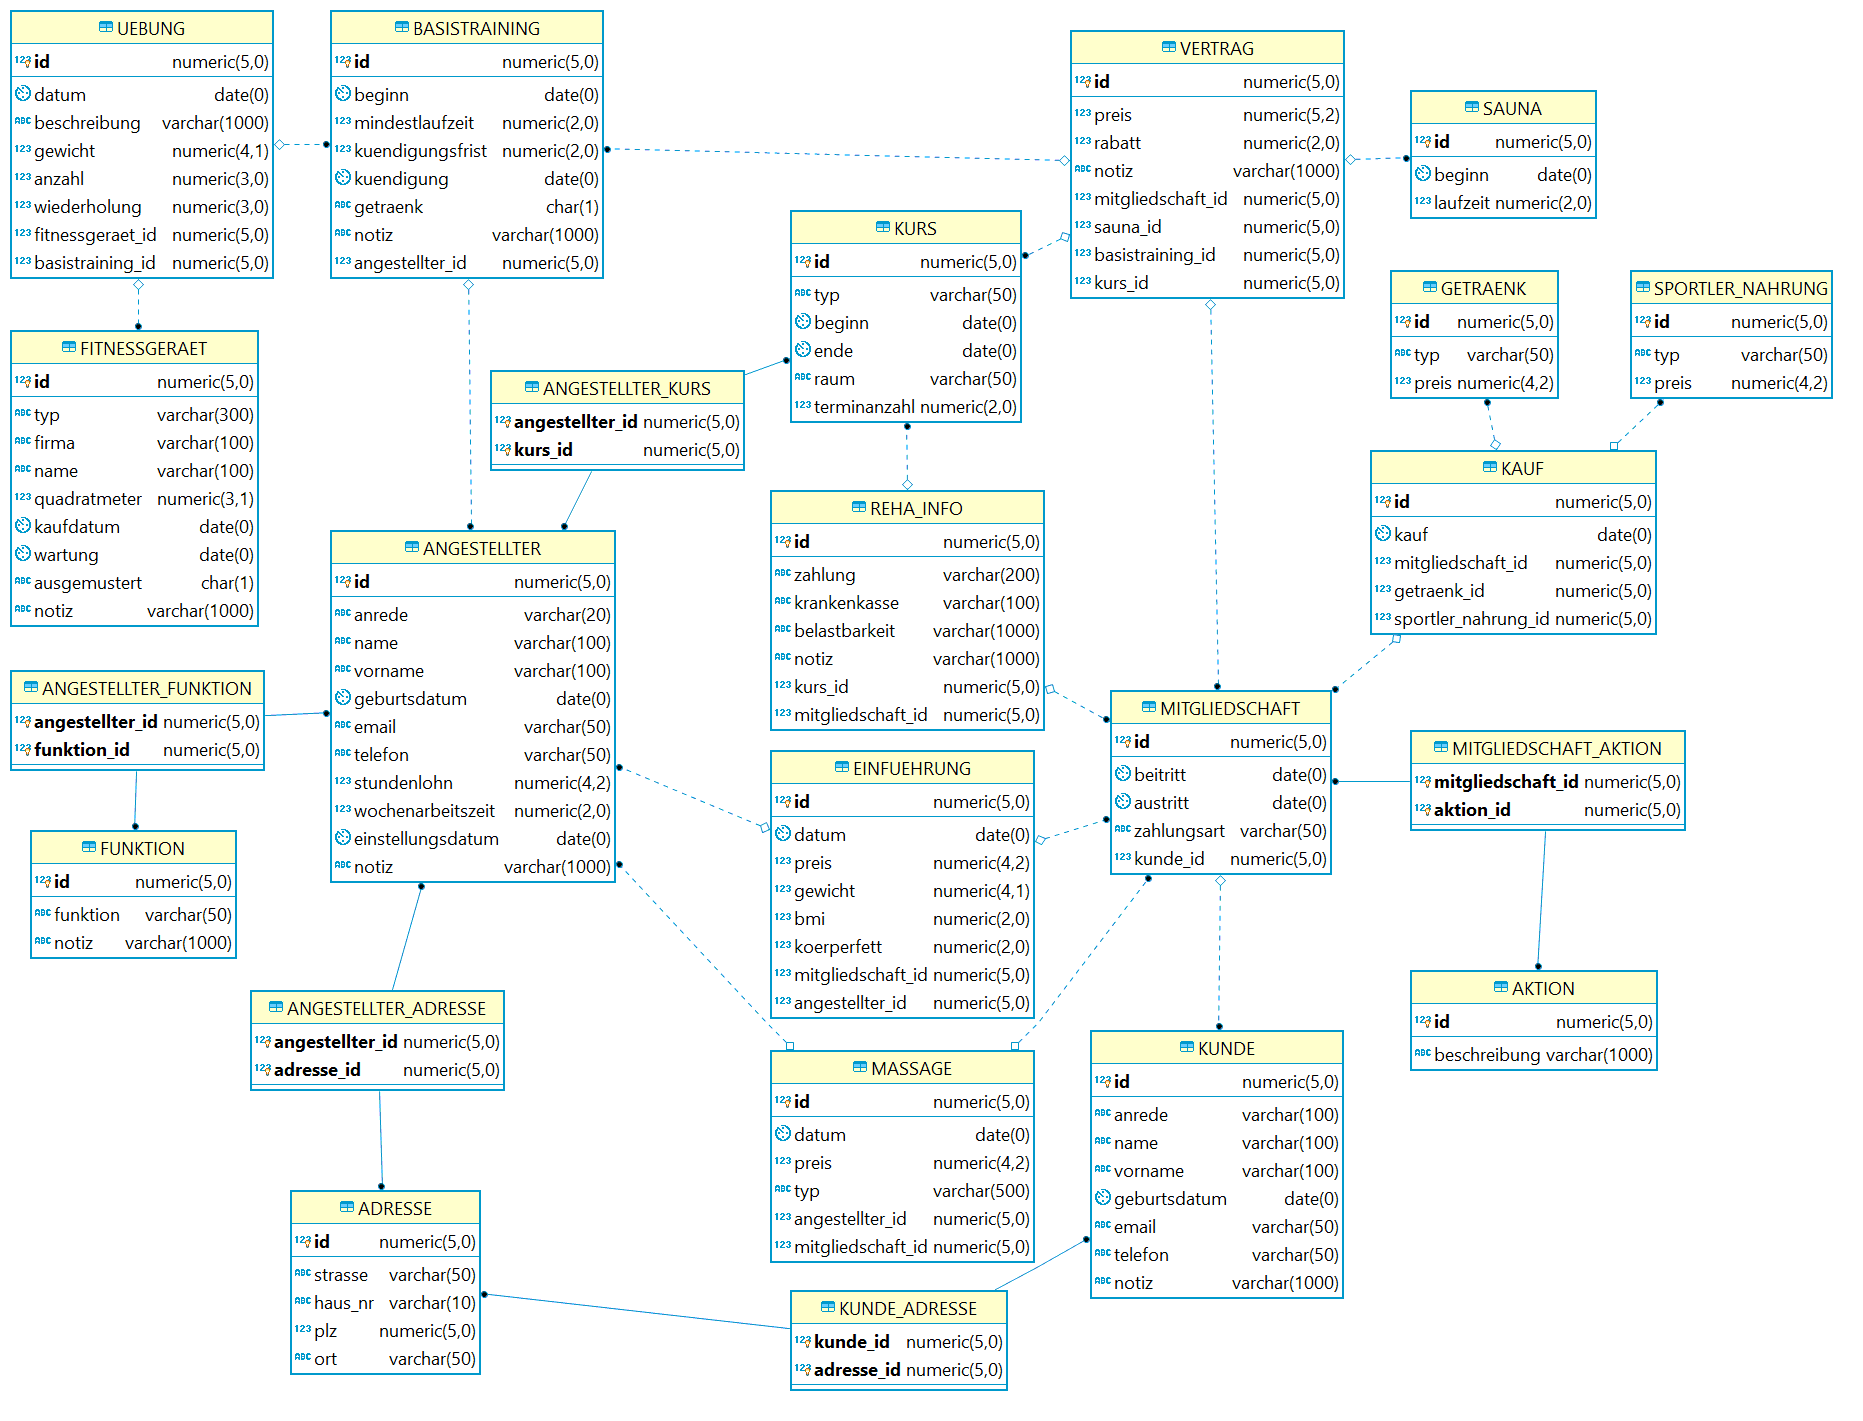 UEBUNG
id numeric(5,0)
datum date(0)
beschreibung varchar(1000)
gewicht numeric(4,1)
anzahl numeric(3,0)
wiederholung numeric(3,0)
fitnessgeraet_id numeric(5,0)
basistraining_id numeric(5,0)
BASISTRAINING
id numeric(5,0)
beginn date(0)
mindestlaufzeit numeric(2,0)
kuendigungsfrist numeric(2,0)
kuendigung date(0)
getraenk char(1)
notiz varchar(1000)
angestellter_id numeric(5,0)
VERTRAG
id numeric(5,0)
preis numeric(5,2)
rabatt numeric(2,0)
notiz varchar(1000)
mitgliedschaft_id numeric(5,0)
sauna_id numeric(5,0)
basistraining_id numeric(5,0)
kurs_id numeric(5,0)
SAUNA
id numeric(5,0)
beginn date(0)
laufzeit numeric(2,0)
KURS
id numeric(5,0)
typ varchar(50)
beginn date(0)
ende date(0)
raum varchar(50)
terminanzahl numeric(2,0)
GETRAENK
id numeric(5,0)
typ varchar(50)
preis numeric(4,2)
SPORTLER_NAHRUNG
id numeric(5,0)
typ varchar(50)
preis numeric(4,2)
FITNESSGERAET
id numeric(5,0)
typ varchar(300)
firma varchar(100)
name varchar(100)
quadratmeter numeric(3,1)
kaufdatum date(0)
wartung date(0)
ausgemustert char(1)
notiz varchar(1000)
ANGESTELLTER_KURS
angestellter_id numeric(5,0)
kurs_id numeric(5,0)
KAUF
id numeric(5,0)
kauf date(0)
mitgliedschaft_id numeric(5,0)
getraenk_id numeric(5,0)
sportler_nahrung_id numeric(5,0)
REHA_INFO
id numeric(5,0)
zahlung varchar(200)
krankenkasse varchar(100)
belastbarkeit varchar(1000)
notiz varchar(1000)
kurs_id numeric(5,0)
mitgliedschaft_id numeric(5,0)
ANGESTELLTER
id numeric(5,0)
anrede varchar(20)
name varchar(100)
vorname varchar(100)
geburtsdatum date(0)
email varchar(50)
telefon varchar(50)
stundenlohn numeric(4,2)
wochenarbeitszeit numeric(2,0)
einstellungsdatum date(0)
notiz varchar(1000)
ANGESTELLTER_FUNKTION
angestellter_id numeric(5,0)
funktion_id numeric(5,0)
MITGLIEDSCHAFT
id numeric(5,0)
beitritt date(0)
austritt date(0)
zahlungsart varchar(50)
kunde_id numeric(5,0)
MITGLIEDSCHAFT_AKTION
mitgliedschaft_id numeric(5,0)
aktion_id numeric(5,0)
EINFUEHRUNG
id numeric(5,0)
datum date(0)
preis numeric(4,2)
gewicht numeric(4,1)
bmi numeric(2,0)
koerperfett numeric(2,0)
mitgliedschaft_id numeric(5,0)
angestellter_id numeric(5,0)
FUNKTION
id numeric(5,0)
funktion varchar(50)
notiz varchar(1000)
AKTION
id numeric(5,0)
beschreibung varchar(1000)
ANGESTELLTER_ADRESSE
angestellter_id numeric(5,0)
adresse_id numeric(5,0)
MASSAGE
id numeric(5,0)
datum date(0)
preis numeric(4,2)
typ varchar(500)
angestellter_id numeric(5,0)
mitgliedschaft_id numeric(5,0)
KUNDE
id numeric(5,0)
anrede varchar(100)
name varchar(100)
vorname varchar(100)
geburtsdatum date(0)
email varchar(50)
telefon varchar(50)
notiz varchar(1000)
ADRESSE
id numeric(5,0)
strasse varchar(50)
haus_nr varchar(10)
plz numeric(5,0)
ort varchar(50)
KUNDE_ADRESSE
kunde_id numeric(5,0)
adresse_id numeric(5,0)